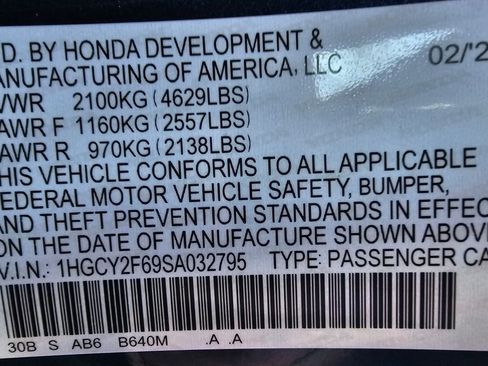 D. BY HONDA DEVELOPMENT & 02/'2
ANUFACTURING OF AMERICA, LLC
VWR 2100KG (4629LBS)
AWR F 1160KG (2557LBS)
AWR R 970KG (2138LBS)
HIS VEHICLE CONFORMS TO ALL APPLICABLE
EDERAL MOTOR VEHICLE SAFETY, BUMPER,
AND THEFT PREVENTION STANDARDS IN EFFEC
ON THE DATE OF MANUFACTURE SHOWN ABOVE
V.I.N.: 1HGCY2F69SA032795 TYPE: PASSENGER CA
30B S AB6 B640M .A .A